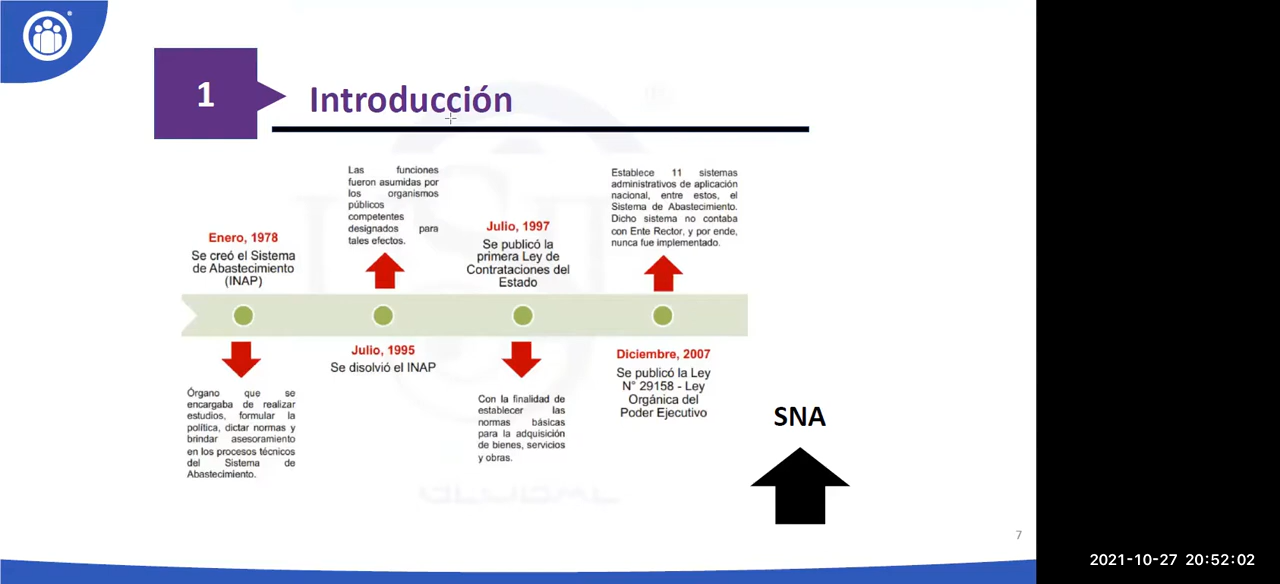 1
Introducción
Enero, 1978
Se creó el Sistema
de Abastecimiento
(INAP)
Órgano que se
encargaba de realizar
estudios, formular la
política, dictar normas y
brindar asesoramiento
en los procesos técnicos
del Sistema de
Abastecimiento.
Las funciones
fueron asumidas por
los organismos
públicos
competentes
designados para
tales efectos.
Julio, 1995
Se disolvió el INAP
Julio, 1997
Se publicó la
primera Ley de
Contrataciones del
Estado
Con la finalidad de
establecer las
normas básicas
para la adquisición
de bienes, servicios
y obras.
Establece 11 sistemas
administrativos de aplicación
nacional, entre estos, el
Sistema de Abastecimiento.
Dicho sistema no contaba
con Ente Rector, y por ende,
nunca fue implementado.
Diciembre, 2007
Se publicó la Ley
N° 29158 - Ley
Orgánica del
Poder Ejecutivo
SNA
7
2021-10-27 20:52:02